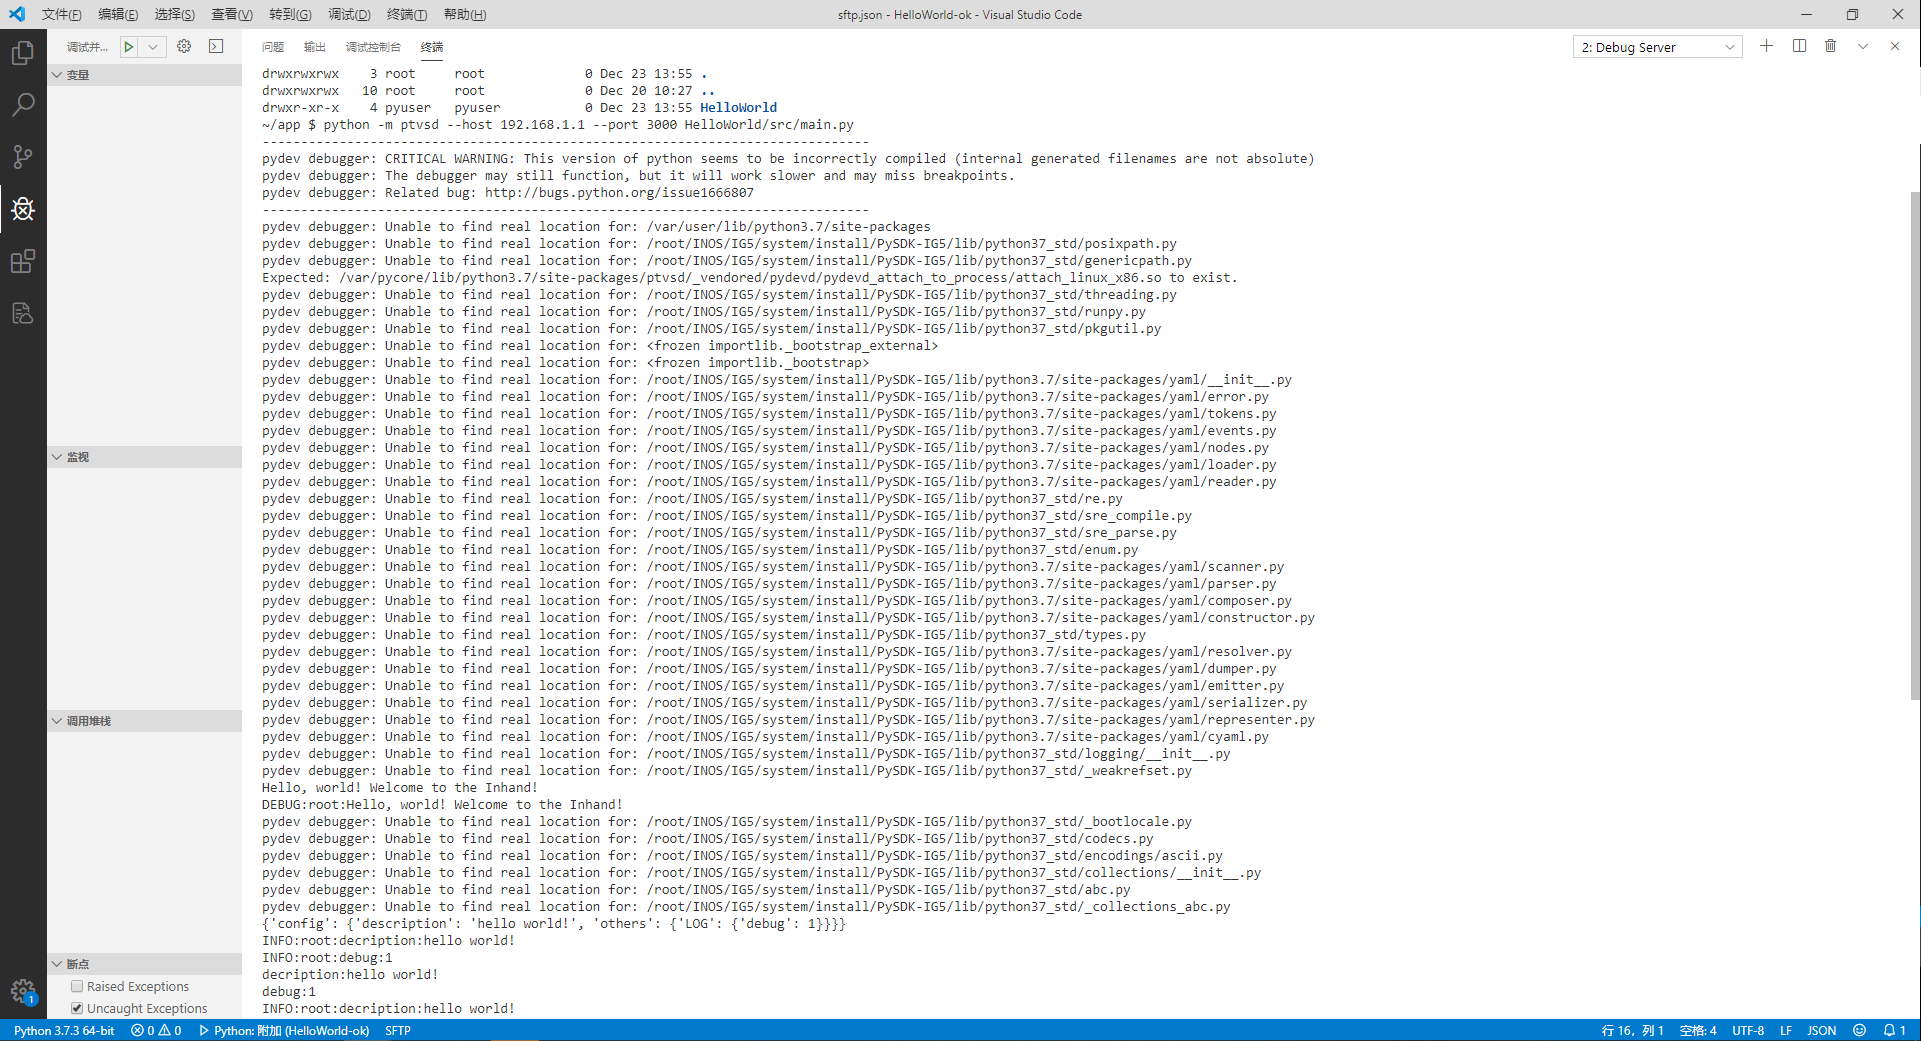 文件(F) 编辑(E) 选择(S) 查看(V) 转到(G) 调试(D) 终端(T) 帮助(H) sftp.json - HelloWorld-ok - Visual Studio Code
调试并... 问题 输出 调试控制台 终端 2: Debug Server
变量
监视
调用堆栈
断点
Raised Exceptions
Uncaught Exceptions
1
drwxrwxrwx 3 root root 0 Dec 23 13:55 .
drwxrwxrwx 10 root root 0 Dec 20 10:27 ..
drwxr-xr-x 4 pyuser pyuser 0 Dec 23 13:55 HelloWorld
~/app $ python -m ptvsd --host 192.168.1.1 --port 3000 HelloWorld/src/main.py
-------------------------------------------------------------------------------
pydev debugger: CRITICAL WARNING: This version of python seems to be incorrectly compiled (internal generated filenames are not absolute)
pydev debugger: The debugger may still function, but it will work slower and may miss breakpoints.
pydev debugger: Related bug: http://bugs.python.org/issue1666807
-------------------------------------------------------------------------------
pydev debugger: Unable to find real location for: /var/user/lib/python3.7/site-packages
pydev debugger: Unable to find real location for: /root/INOS/IG5/system/install/PySDK-IG5/lib/python37_std/posixpath.py
pydev debugger: Unable to find real location for: /root/INOS/IG5/system/install/PySDK-IG5/lib/python37_std/genericpath.py
Expected: /var/pycore/lib/python3.7/site-packages/ptvsd/_vendored/pydevd/pydevd_attach_to_process/attach_linux_x86.so to exist.
pydev debugger: Unable to find real location for: /root/INOS/IG5/system/install/PySDK-IG5/lib/python37_std/threading.py
pydev debugger: Unable to find real location for: /root/INOS/IG5/system/install/PySDK-IG5/lib/python37_std/runpy.py
pydev debugger: Unable to find real location for: /root/INOS/IG5/system/install/PySDK-IG5/lib/python37_std/pkgutil.py
pydev debugger: Unable to find real location for: <frozen importlib._bootstrap_external>
pydev debugger: Unable to find real location for: <frozen importlib._bootstrap>
pydev debugger: Unable to find real location for: /root/INOS/IG5/system/install/PySDK-IG5/lib/python3.7/site-packages/yaml/__init__.py
pydev debugger: Unable to find real location for: /root/INOS/IG5/system/install/PySDK-IG5/lib/python3.7/site-packages/yaml/error.py
pydev debugger: Unable to find real location for: /root/INOS/IG5/system/install/PySDK-IG5/lib/python3.7/site-packages/yaml/tokens.py
pydev debugger: Unable to find real location for: /root/INOS/IG5/system/install/PySDK-IG5/lib/python3.7/site-packages/yaml/events.py
pydev debugger: Unable to find real location for: /root/INOS/IG5/system/install/PySDK-IG5/lib/python3.7/site-packages/yaml/nodes.py
pydev debugger: Unable to find real location for: /root/INOS/IG5/system/install/PySDK-IG5/lib/python3.7/site-packages/yaml/loader.py
pydev debugger: Unable to find real location for: /root/INOS/IG5/system/install/PySDK-IG5/lib/python3.7/site-packages/yaml/reader.py
pydev debugger: Unable to find real location for: /root/INOS/IG5/system/install/PySDK-IG5/lib/python37_std/re.py
pydev debugger: Unable to find real location for: /root/INOS/IG5/system/install/PySDK-IG5/lib/python37_std/sre_compile.py
pydev debugger: Unable to find real location for: /root/INOS/IG5/system/install/PySDK-IG5/lib/python37_std/sre_parse.py
pydev debugger: Unable to find real location for: /root/INOS/IG5/system/install/PySDK-IG5/lib/python37_std/enum.py
pydev debugger: Unable to find real location for: /root/INOS/IG5/system/install/PySDK-IG5/lib/python3.7/site-packages/yaml/scanner.py
pydev debugger: Unable to find real location for: /root/INOS/IG5/system/install/PySDK-IG5/lib/python3.7/site-packages/yaml/parser.py
pydev debugger: Unable to find real location for: /root/INOS/IG5/system/install/PySDK-IG5/lib/python3.7/site-packages/yaml/composer.py
pydev debugger: Unable to find real location for: /root/INOS/IG5/system/install/PySDK-IG5/lib/python3.7/site-packages/yaml/constructor.py
pydev debugger: Unable to find real location for: /root/INOS/IG5/system/install/PySDK-IG5/lib/python37_std/types.py
pydev debugger: Unable to find real location for: /root/INOS/IG5/system/install/PySDK-IG5/lib/python3.7/site-packages/yaml/resolver.py
pydev debugger: Unable to find real location for: /root/INOS/IG5/system/install/PySDK-IG5/lib/python3.7/site-packages/yaml/dumper.py
pydev debugger: Unable to find real location for: /root/INOS/IG5/system/install/PySDK-IG5/lib/python3.7/site-packages/yaml/emitter.py
pydev debugger: Unable to find real location for: /root/INOS/IG5/system/install/PySDK-IG5/lib/python3.7/site-packages/yaml/serializer.py
pydev debugger: Unable to find real location for: /root/INOS/IG5/system/install/PySDK-IG5/lib/python3.7/site-packages/yaml/representer.py
pydev debugger: Unable to find real location for: /root/INOS/IG5/system/install/PySDK-IG5/lib/python3.7/site-packages/yaml/cyaml.py
pydev debugger: Unable to find real location for: /root/INOS/IG5/system/install/PySDK-IG5/lib/python37_std/logging/__init__.py
pydev debugger: Unable to find real location for: /root/INOS/IG5/system/install/PySDK-IG5/lib/python37_std/_weakrefset.py
Hello, world! Welcome to the Inhand!
DEBUG:root:Hello, world! Welcome to the Inhand!
pydev debugger: Unable to find real location for: /root/INOS/IG5/system/install/PySDK-IG5/lib/python37_std/_bootlocale.py
pydev debugger: Unable to find real location for: /root/INOS/IG5/system/install/PySDK-IG5/lib/python37_std/codecs.py
pydev debugger: Unable to find real location for: /root/INOS/IG5/system/install/PySDK-IG5/lib/python37_std/encodings/ascii.py
pydev debugger: Unable to find real location for: /root/INOS/IG5/system/install/PySDK-IG5/lib/python37_std/collections/__init__.py
pydev debugger: Unable to find real location for: /root/INOS/IG5/system/install/PySDK-IG5/lib/python37_std/abc.py
pydev debugger: Unable to find real location for: /root/INOS/IG5/system/install/PySDK-IG5/lib/python37_std/_collections_abc.py
{'config': {'description': 'hello world!', 'others': {'LOG': {'debug': 1}}}}
INFO:root:decription:hello world!
INFO:root:debug:1
decription:hello world!
debug:1
INFO:root:decription:hello world!
Python 3.7.3 64-bit 0 0 Python: 附加 (HelloWorld-ok) SFTP 行 16, 列 1 空格: 4 UTF-8 LF JSON 1